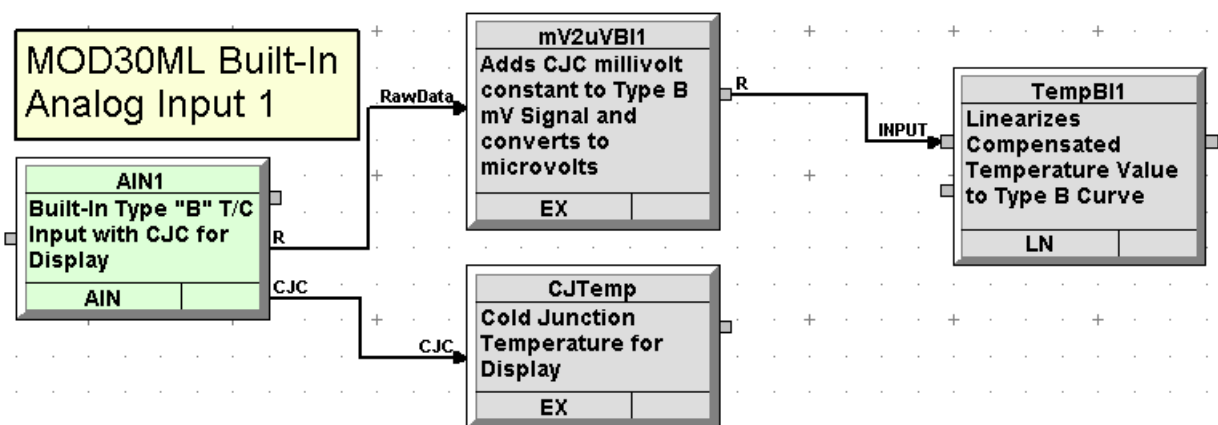 MOD30ML Built-In
Analog Input 1
AIN1
Built-In Type "B" T/C
Input with CJC for
Display
AIN
R
CJC
RawData
CJC
mV2uVBI1
Adds CJC millivolt
constant to Type B
mV Signal and
converts to
microvolts
EX
R
CJTemp
Cold Junction
Temperature for
Display
EX
INPUT
TempBI1
Linearizes
Compensated
Temperature Value
to Type B Curve
LN